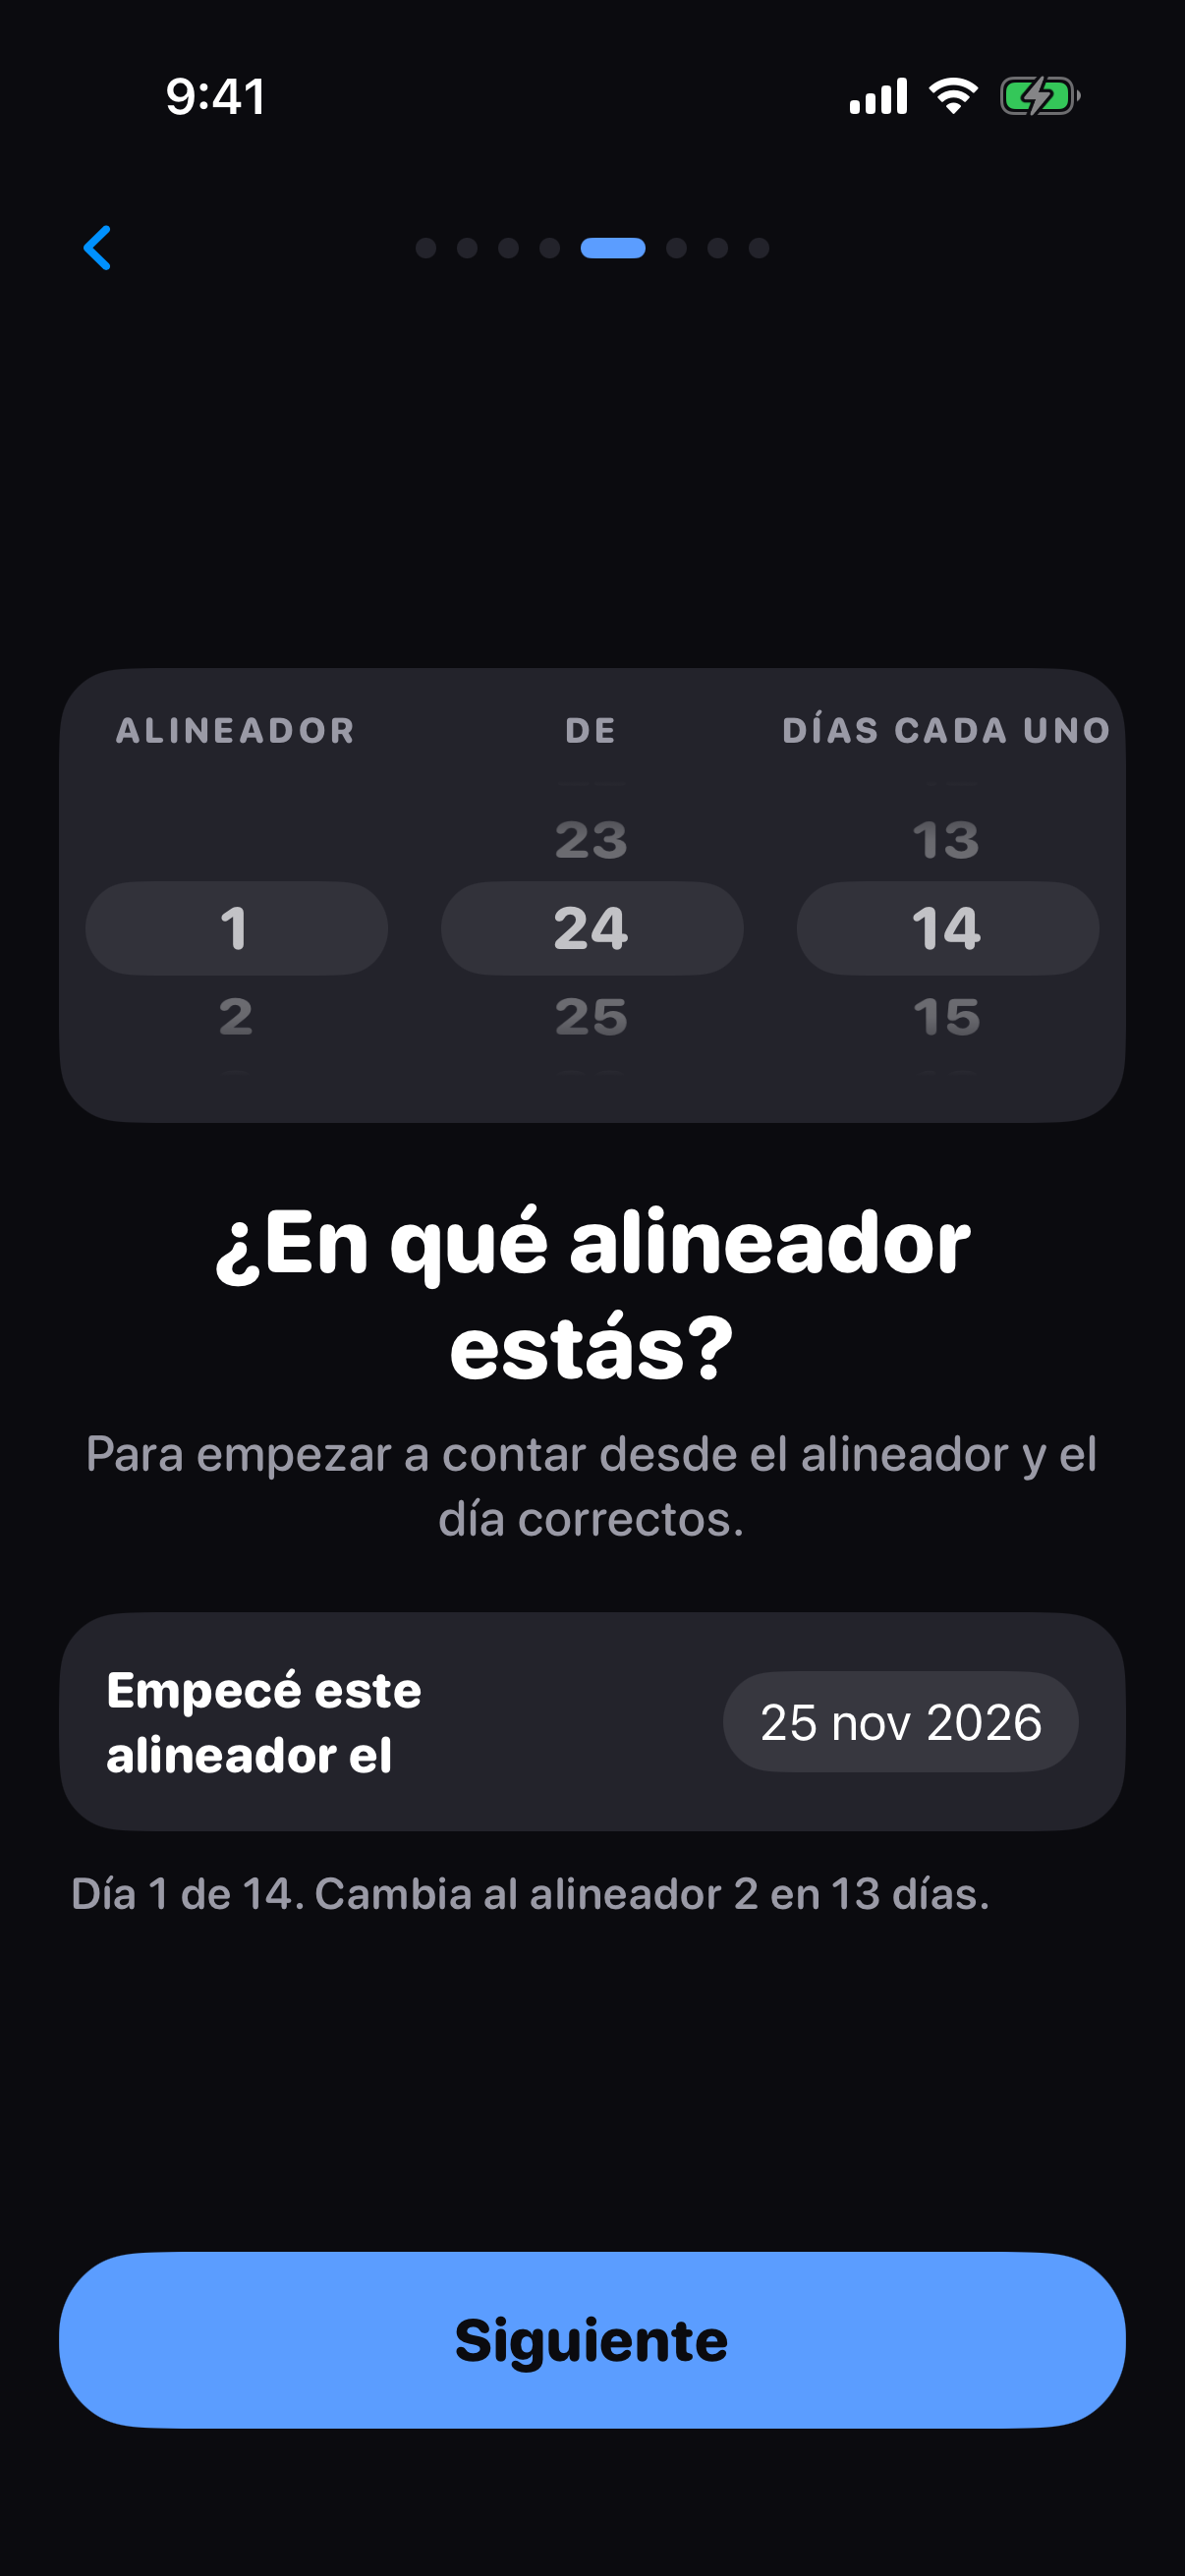 9:41
ALINEADOR DE DÍAS CADA UNO
23 13
1 24 14
2 25 15
¿En qué alineador
estás?
Para empezar a contar desde el alineador y el
día correctos.
Empecé este
alineador el
25 nov 2026
Día 1 de 14. Cambia al alineador 2 en 13 días.
Siguiente